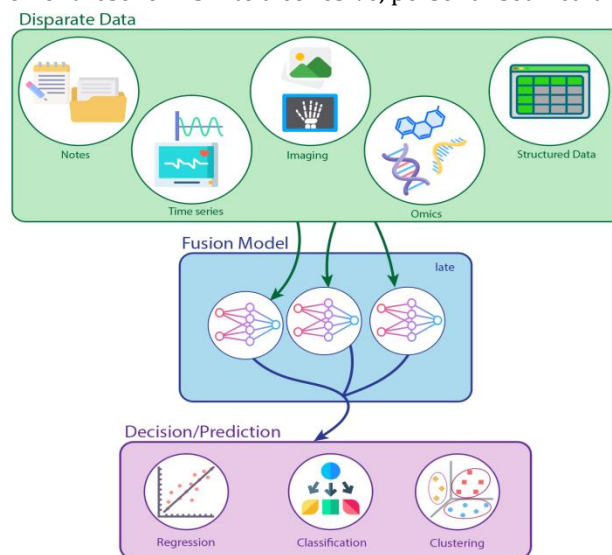 Disparate Data
Notes
Time series
Imaging
Omics
Structured Data
Fusion Model
late
Decision/Prediction
Regression
Classification
Clustering